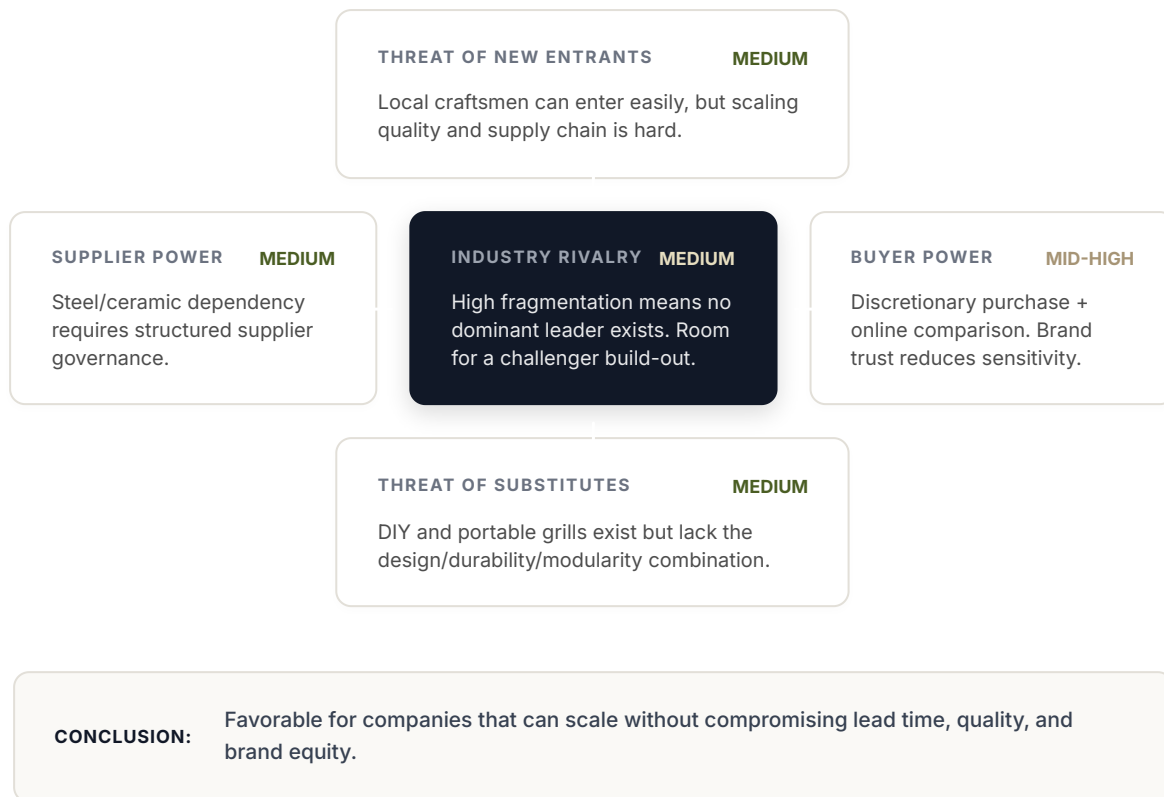 THREAT OF NEW ENTRANTS MEDIUM
Local craftsmen can enter easily, but scaling
quality and supply chain is hard.
SUPPLIER POWER MEDIUM
Steel/ceramic dependency
requires structured supplier
governance.
INDUSTRY RIVALRY MEDIUM
High fragmentation means no
dominant leader exists. Room
for a challenger build-out.
BUYER POWER MID-HIGH
Discretionary purchase +
online comparison. Brand
trust reduces sensitivity.
THREAT OF SUBSTITUTES MEDIUM
DIY and portable grills exist but lack the
design/durability/modularity combination.
CONCLUSION:
Favorable for companies that can scale without compromising lead time, quality, and
brand equity.